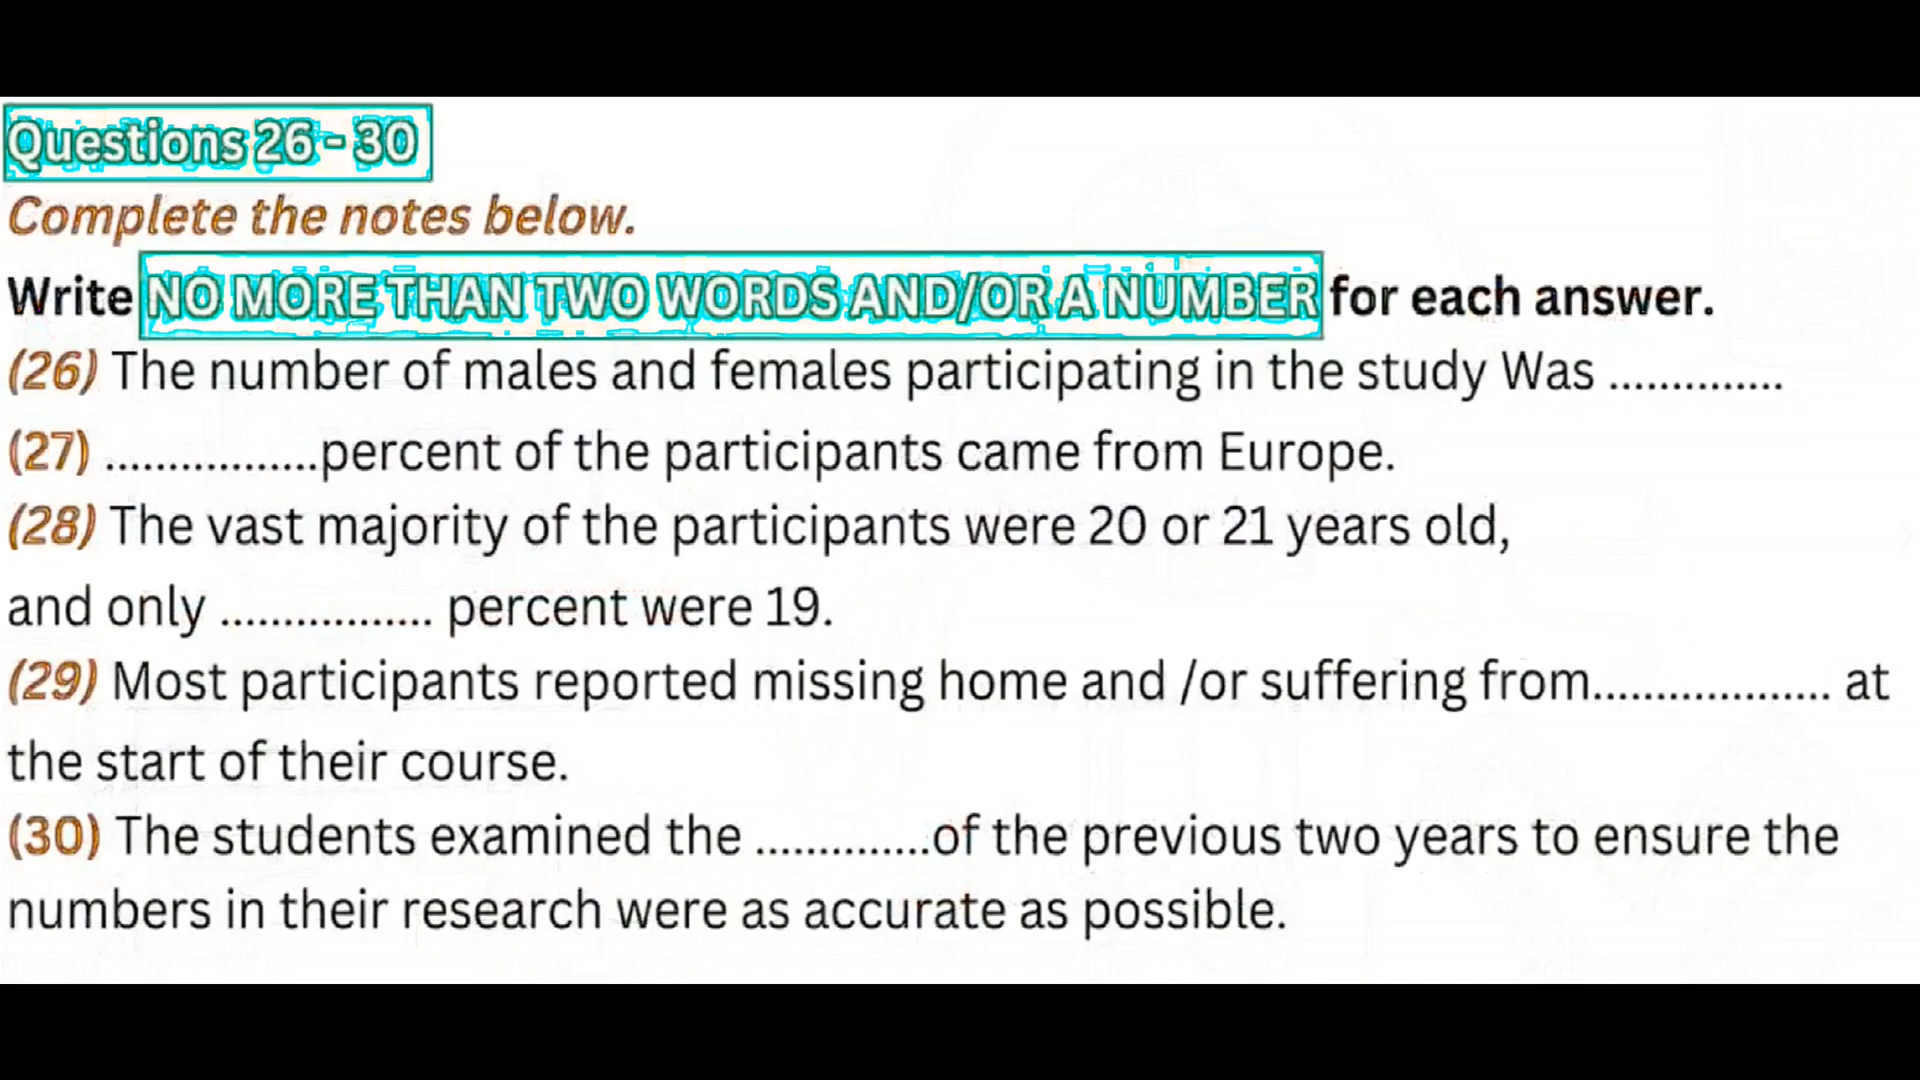 Questions 26 - 30
Complete the notes below.
Write NO MORE THAN TWO WORDS AND/OR A NUMBER for each answer.
(26) The number of males and females participating in the study Was ..............
(27) .................percent of the participants came from Europe.
(28) The vast majority of the participants were 20 or 21 years old,
and only ................. percent were 19.
(29) Most participants reported missing home and /or suffering from................... at
the start of their course.
(30) The students examined the ..............of the previous two years to ensure the
numbers in their research were as accurate as possible.